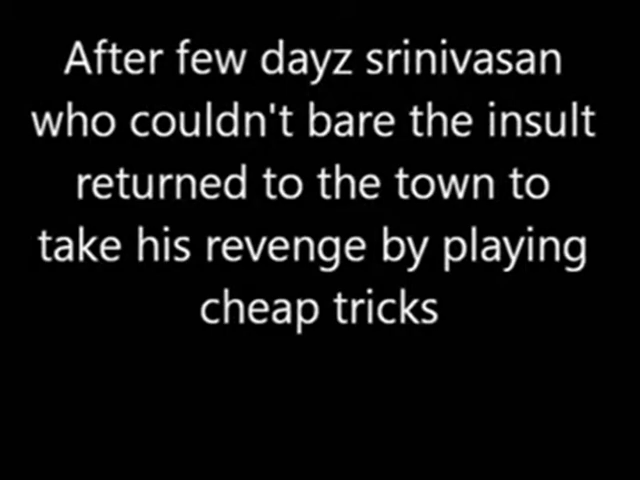 After few dayz srinivasan
who couldn't bare the insult
returned to the town to
take his revenge by playing
cheap tricks